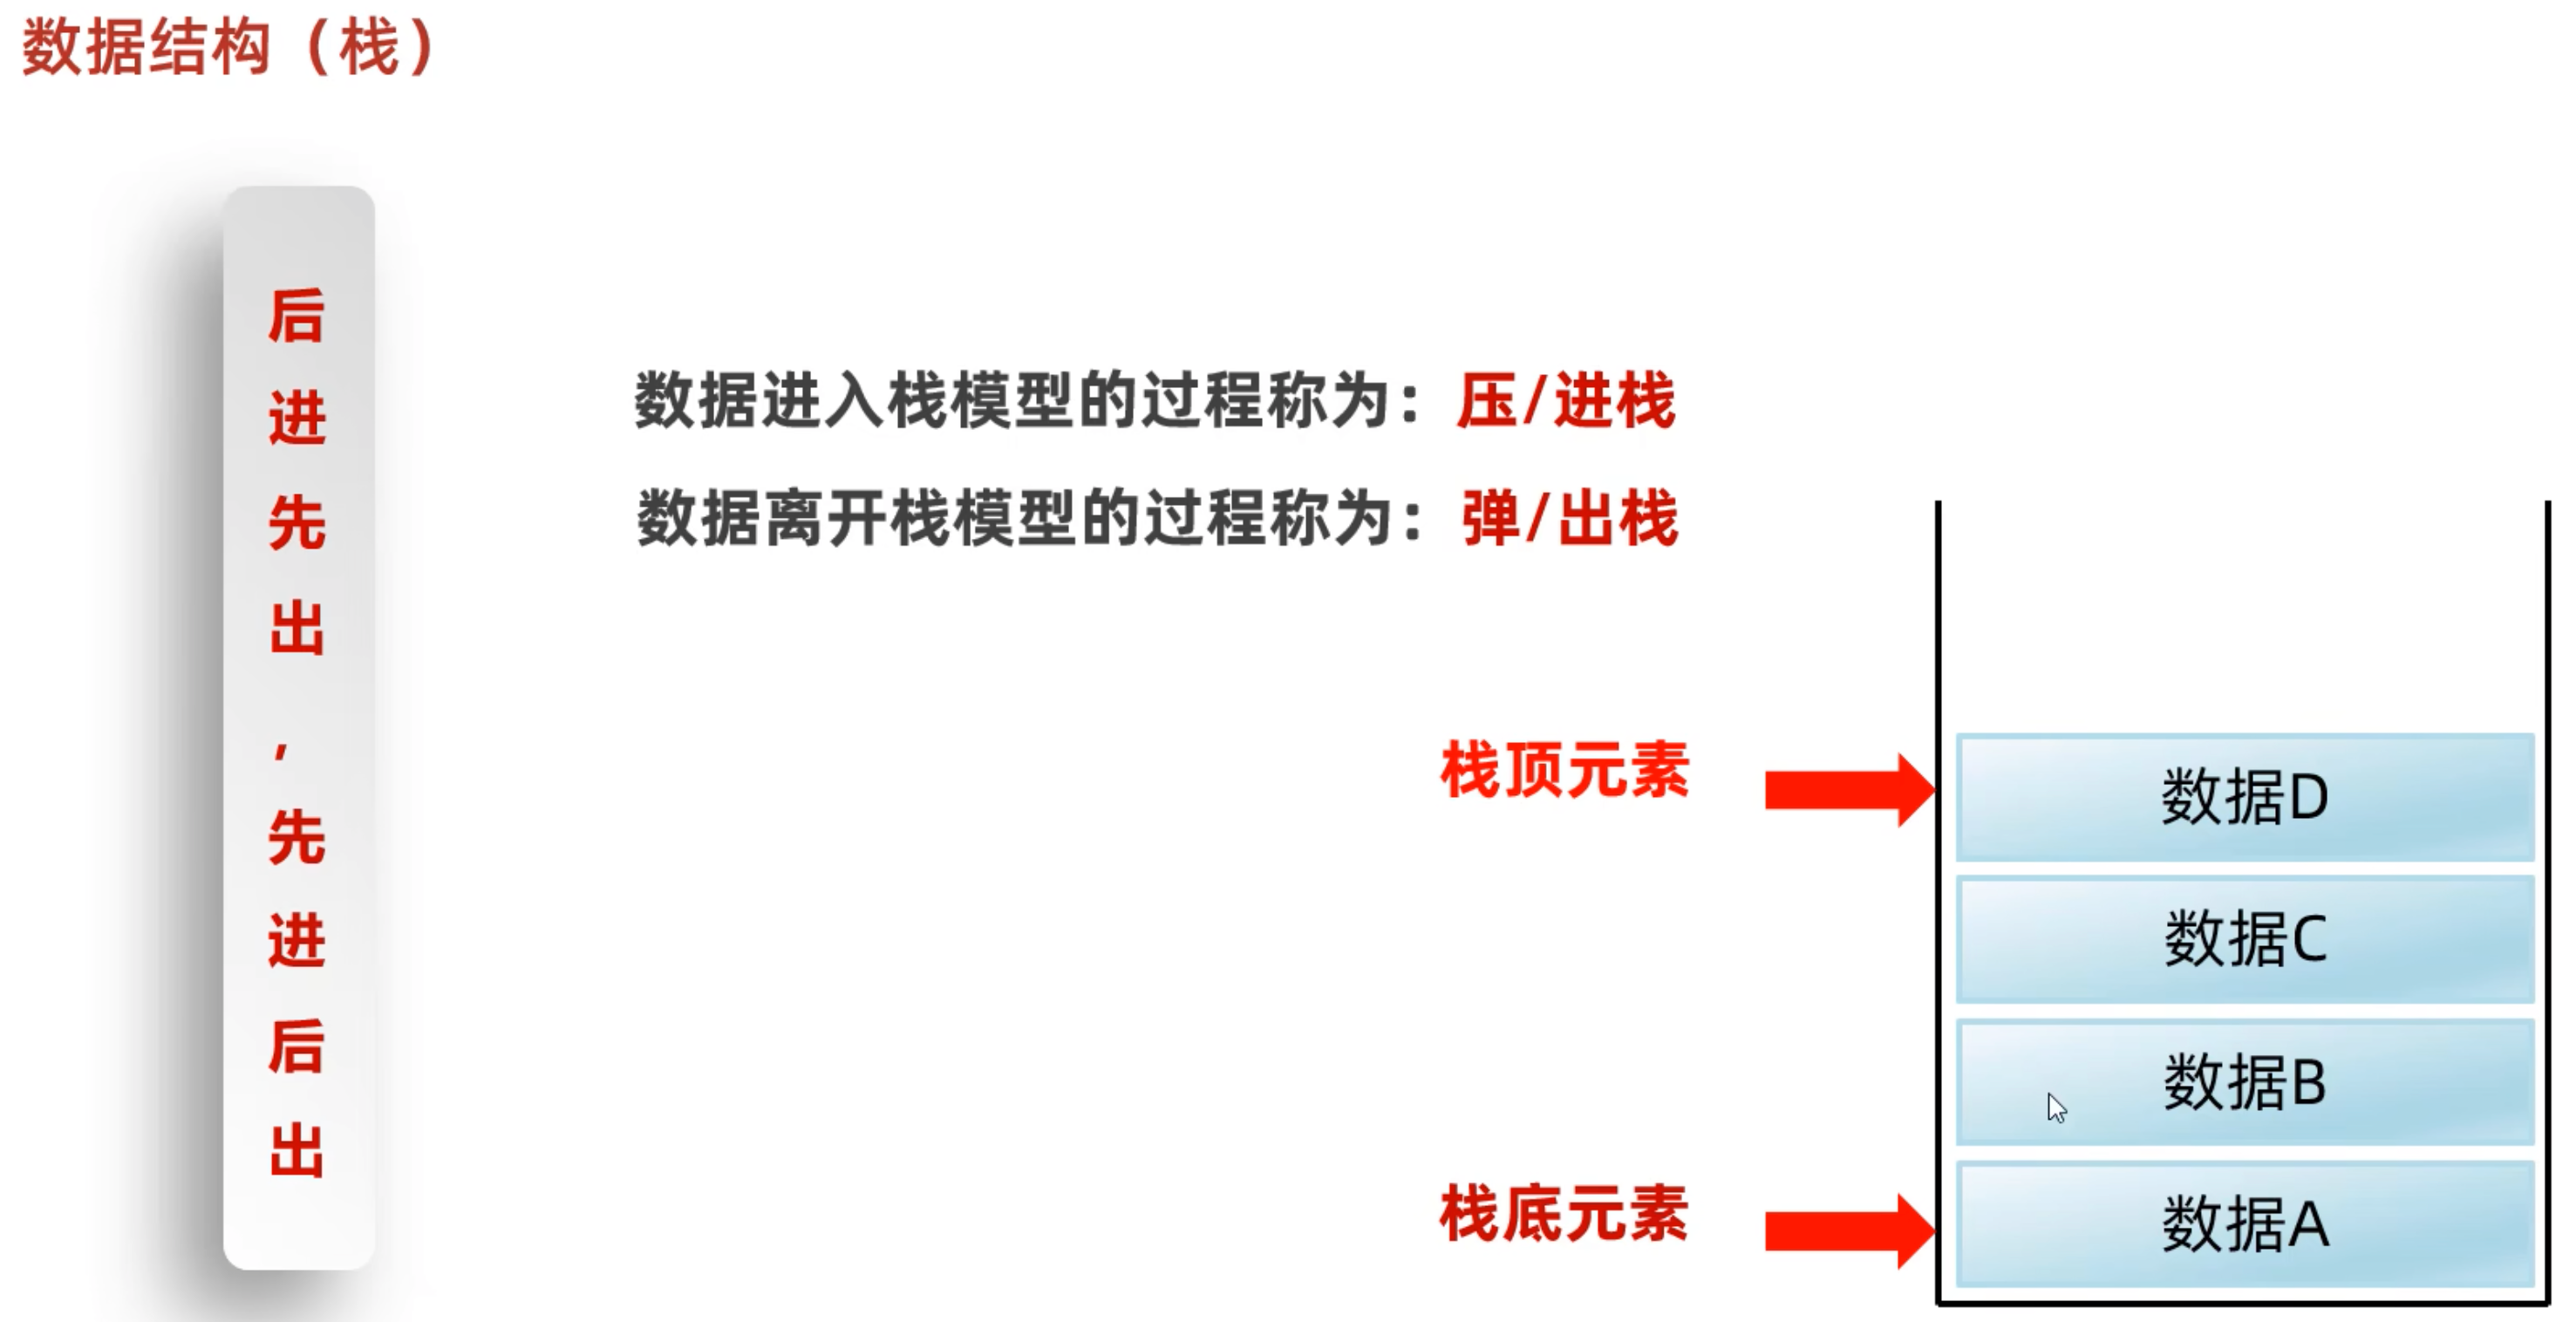 数据结构（栈）
后进先出，先进后出
数据进入栈模型的过程称为：压/进栈
数据离开栈模型的过程称为：弹/出栈
栈顶元素
数据D
数据C
数据B
栈底元素
数据A